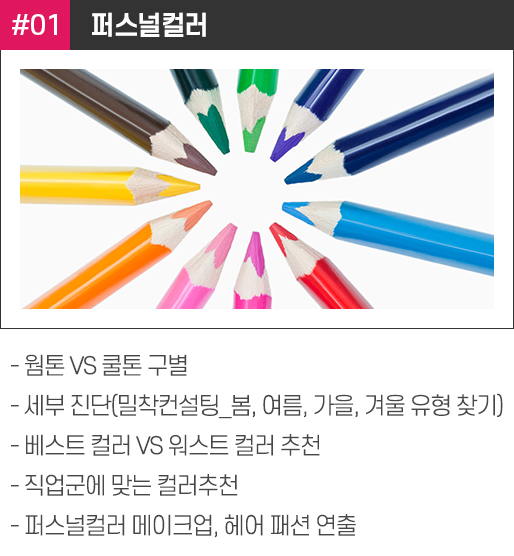 #01 퍼스널컬러
- 웜톤 VS 쿨톤 구별
- 세부 진단(밀착컨설팅_봄, 여름, 가을, 겨울 유형 찾기)
- 베스트 컬러 VS 워스트 컬러 추천
- 직업군에 맞는 컬러추천
- 퍼스널컬러 메이크업, 헤어 패션 연출